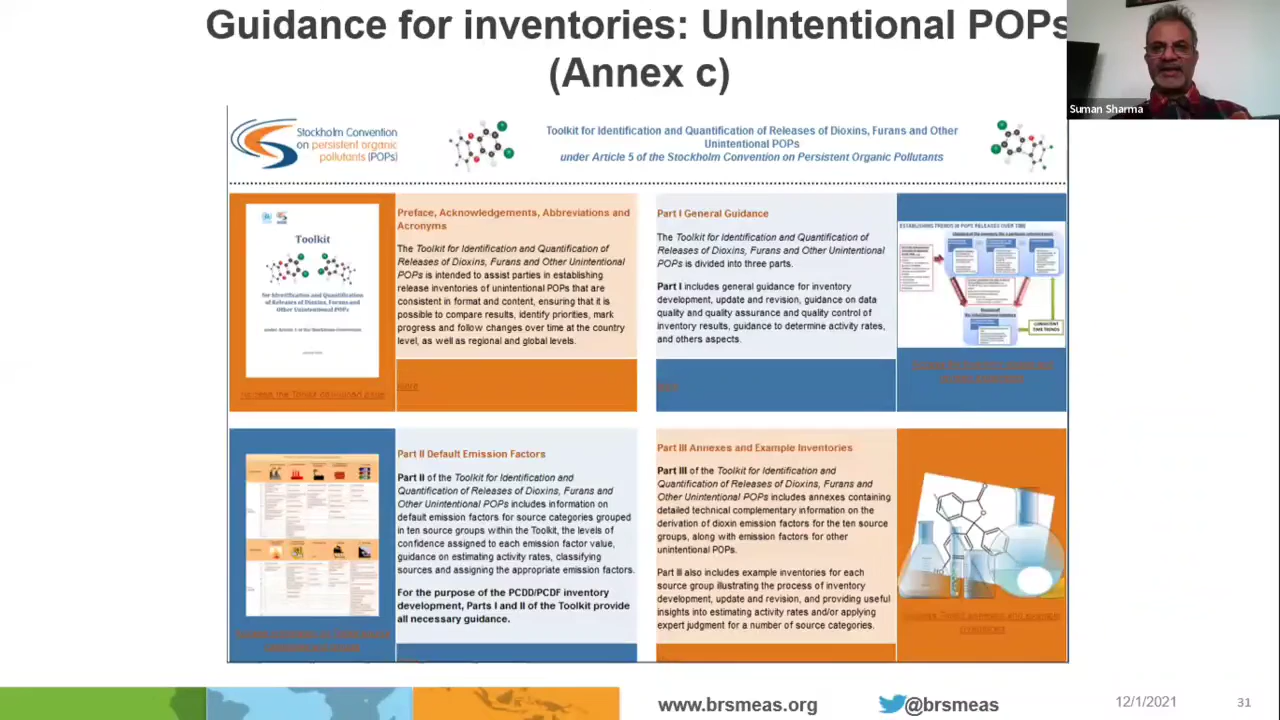 Guidance for inventories: UnIntentional POPs
(Annex c)
Suman Sharma
Stockholm Convention
on persistent organic
pollutants (POPs)
Toolkit for Identification and Quantification of Releases of Dioxins, Furans and Other
Unintentional POPs
under Article 5 of the Stockholm Convention on Persistent Organic Pollutants
Toolkit
for Identification and Quantification
of Releases of Dioxins, Furans and
Other Unintentional POPs
Preface, Acknowledgements, Abbreviations and
Acronyms
The Toolkit for Identification and Quantification of
Releases of Dioxins, Furans and Other Unintentional
POPs is intended to assist parties in establishing
release inventories of unintentional POPs that are
consistent in format and content, ensuring that it is
possible to compare results, identify priorities, mark
progress and follow changes over time at the country
level, as well as regional and global levels.
Part I General Guidance
The Toolkit for Identification and Quantification of
Releases of Dioxins, Furans and Other Unintentional
POPs is divided into three parts.
Part I includes general guidance for inventory
development, update and revision, guidance on data
quality and quality assurance and quality control of
inventory results, guidance to determine activity rates,
and others aspects.
ESTABLISHING TRENDS IN POPS RELEASES OVER TIME
CONSISTENT
TIME TRENDS
Part II Default Emission Factors
Part II of the Toolkit for Identification and
Quantification of Releases of Dioxins, Furans and
Other Unintentional POPs includes information on
default emission factors for source categories grouped
in ten source groups within the Toolkit, the levels of
confidence assigned to each emission factor value,
guidance on estimating activity rates, classifying
sources and assigning the appropriate emission factors.
For the purpose of the PCDD/PCDF inventory
development, Parts I and II of the Toolkit provide
all necessary guidance.
Part III Annexes and Example Inventories
Part III of the Toolkit for Identification and
Quantification of Releases of Dioxins, Furans and
Other Unintentional POPs includes annexes containing
detailed technical complementary information on the
derivation of dioxin emission factors for the ten source
groups, along with emission factors for other
unintentional POPs.
Part III also includes example inventories for each
source group illustrating the process of inventory
development, update and revision, and providing useful
insights into estimating activity rates and/or applying
expert judgment for a number of source categories.
www.brsmeas.org
@brsmeas
12/1/2021
31